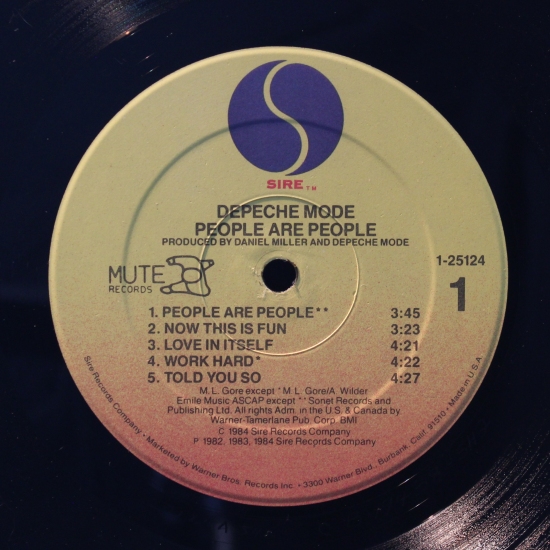 SIRE TM
DEPECHE MODE
PEOPLE ARE PEOPLE
PRODUCED BY DANIEL MILLER AND DEPECHE MODE
MUTE
RECORDS
1-25124
1
1. PEOPLE ARE PEOPLE** 3:45
2. NOW THIS IS FUN 3:23
3. LOVE IN ITSELF 4:21
4. WORK HARD* 4:22
5. TOLD YOU SO 4:27
M.L. Gore except *M.L. Gore/A. Wilder
Emile Music ASCAP except **Sonet Records and
Publishing Ltd. All rights Adm. in the U.S. & Canada by
Warner-Tamerlane Pub. Corp. BMI
C 1984 Sire Records Company
P 1982, 1983, 1984 Sire Records Company
Sire Records Company • Marketed by Warner Bros. Records Inc. • 3300 Warner Blvd., Burbank, Calif. 91510 • Made in U.S.A.